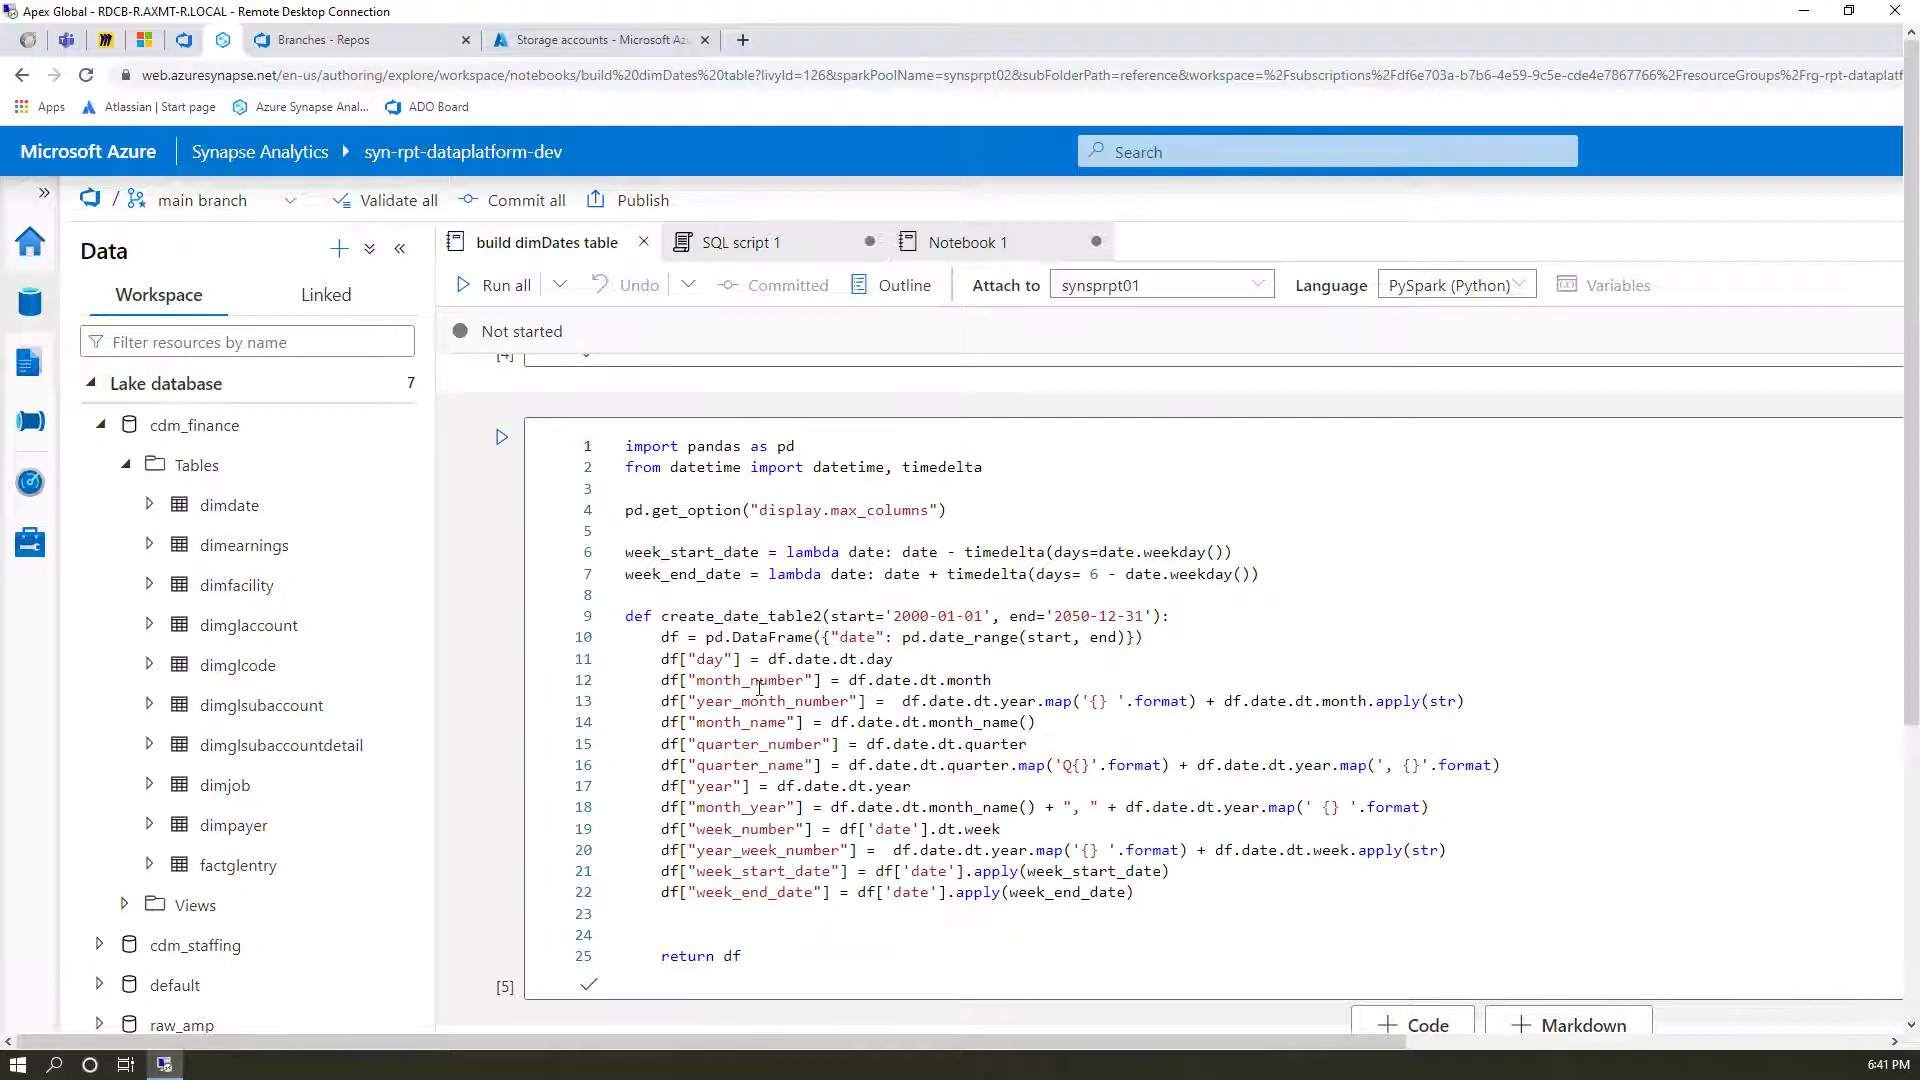 Apex Global - RDCB-R.AXMT-R.LOCAL - Remote Desktop Connection
Branches - Repos
Storage accounts - Microsoft Az
web.azuresynapse.net/en-us/authoring/explore/workspace/notebooks/build%20dimDates%20table?livyId=126&sparkPoolName=synsprpt02&subFolderPath=reference&workspace=%2Fsubscriptions%2Fdf6e703a-b7b6-4e59-9c5e-cde4e7867766%2FresourceGroups%2Frg-rpt-dataplatf
Apps
Atlassian | Start page
Azure Synapse Anal...
ADO Board
Microsoft Azure
Synapse Analytics
syn-rpt-dataplatform-dev
Search
/ main branch
Validate all
Commit all
Publish
Data
build dimDates table
SQL script 1
Notebook 1
Run all
Undo
Committed
Outline
Attach to
synsprpt01
Language
PySpark (Python)
Variables
Workspace
Linked
Not started
Filter resources by name
[4]
Lake database 7
cdm_finance
Tables
dimdate
dimearnings
dimfacility
dimglaccount
dimglcode
dimglsubaccount
dimglsubaccountdetail
dimjob
dimpayer
factglentry
Views
cdm_staffing
default
raw_amp
1 import pandas as pd
2 from datetime import datetime, timedelta
3
4 pd.get_option("display.max_columns")
5
6 week_start_date = lambda date: date - timedelta(days=date.weekday())
7 week_end_date = lambda date: date + timedelta(days= 6 - date.weekday())
8
9 def create_date_table2(start='2000-01-01', end='2050-12-31'):
10 df = pd.DataFrame({"date": pd.date_range(start, end)})
11 df["day"] = df.date.dt.day
12 df["month_number"] = df.date.dt.month
13 df["year_month_number"] =  df.date.dt.year.map('{} '.format) + df.date.dt.month.apply(str)
14 df["month_name"] = df.date.dt.month_name()
15 df["quarter_number"] = df.date.dt.quarter
16 df["quarter_name"] = df.date.dt.quarter.map('Q{}'.format) + df.date.dt.year.map(', {}'.format)
17 df["year"] = df.date.dt.year
18 df["month_year"] = df.date.dt.month_name() + ", " + df.date.dt.year.map(' {} '.format)
19 df["week_number"] = df['date'].dt.week
20 df["year_week_number"] =  df.date.dt.year.map('{} '.format) + df.date.dt.week.apply(str)
21 df["week_start_date"] = df['date'].apply(week_start_date)
22 df["week_end_date"] = df['date'].apply(week_end_date)
23
24
25 return df
[5]
Code
Markdown
6:41 PM